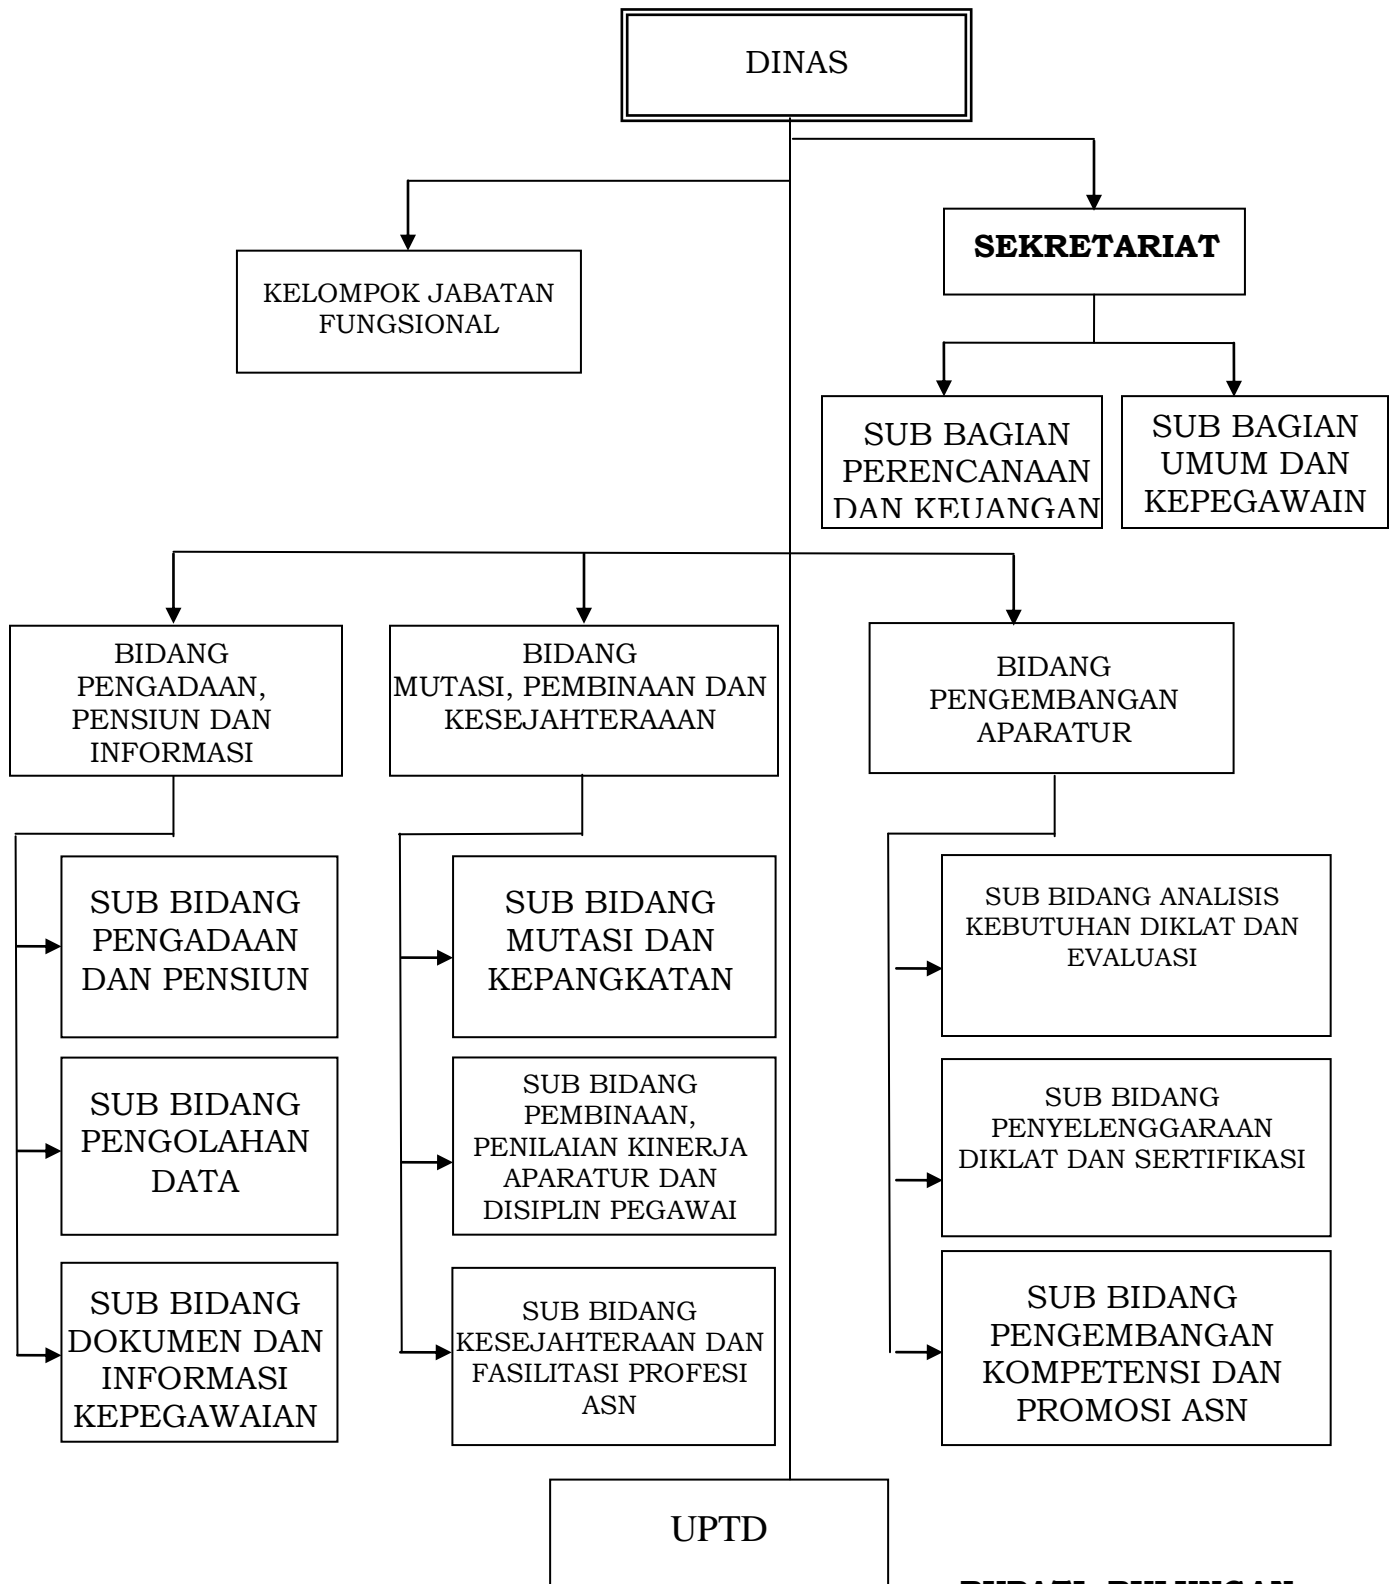 DINAS
SEKRETARIAT
KELOMPOK JABATAN
FUNGSIONAL
SUB BAGIAN
PERENCANAAN
DAN KEUANGAN
SUB BAGIAN
UMUM DAN
KEPEGAWAIN
BIDANG
PENGADAAN,
PENSIUN DAN
INFORMASI
BIDANG
MUTASI, PEMBINAAN DAN
KESEJAHTERAAAN
BIDANG
PENGEMBANGAN
APARATUR
SUB BIDANG
PENGADAAN
DAN PENSIUN
SUB BIDANG
MUTASI DAN
KEPANGKATAN
SUB BIDANG ANALISIS
KEBUTUHAN DIKLAT DAN
EVALUASI
SUB BIDANG
PENGOLAHAN
DATA
SUB BIDANG
PEMBINAAN,
PENILAIAN KINERJA
APARATUR DAN
DISIPLIN PEGAWAI
SUB BIDANG
PENYELENGGARAAN
DIKLAT DAN SERTIFIKASI
SUB BIDANG
DOKUMEN DAN
INFORMASI
KEPEGAWAIAN
SUB BIDANG
KESEJAHTERAAN DAN
FASILITASI PROFESI
ASN
SUB BIDANG
PENGEMBANGAN
KOMPETENSI DAN
PROMOSI ASN
UPTD
BUPATI BULUNGAN